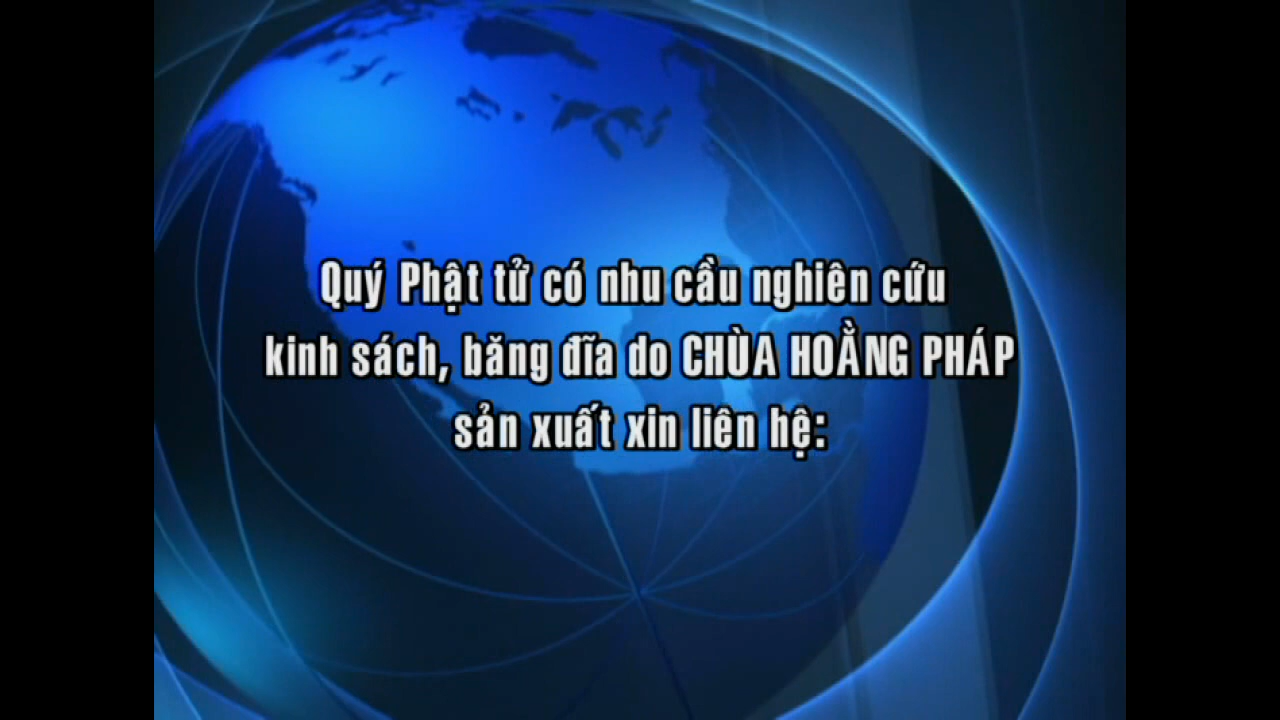 Quý Phật tử có nhu cầu nghiên cứu
kinh sách, băng đĩa do CHÙA HOẰNG PHÁP
sản xuất xin liên hệ: